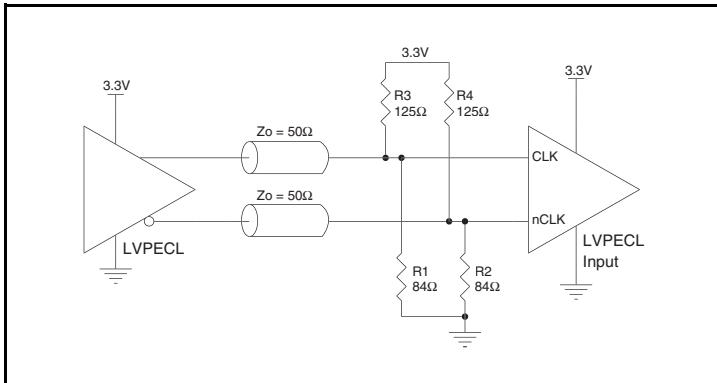 3.3V
3.3V
3.3V
R3
125Ω
R4
125Ω
Zo = 50Ω
CLK
Zo = 50Ω
nCLK
LVPECL
LVPECL
Input
R1
84Ω
R2
84Ω